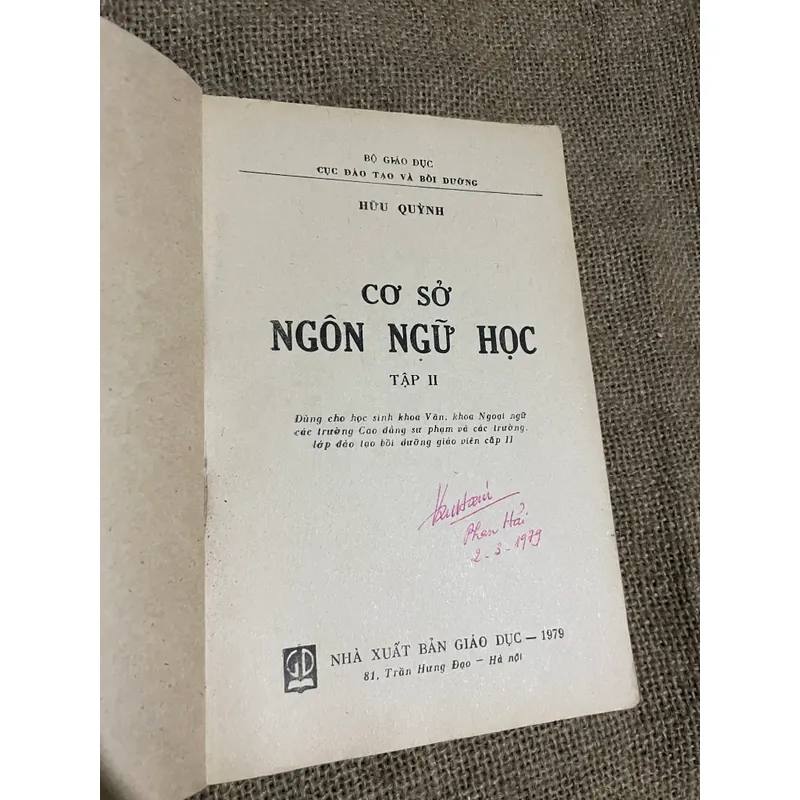 BỘ GIÁO DỤC
CỤC ĐÀO TẠO VÀ BỒI DƯỠNG
HỮU QUỲNH
CƠ SỞ
NGÔN NGỮ HỌC
TẬP II
Dùng cho học sinh khoa Văn, khoa Ngoại ngữ
các trường Cao đẳng sư phạm và các trường,
lớp đào tạo bồi dưỡng giáo viên cấp II
Phan Hải
2-3-1979
NHÀ XUẤT BẢN GIÁO DỤC — 1979
81, Trần Hưng Đạo — Hà nội